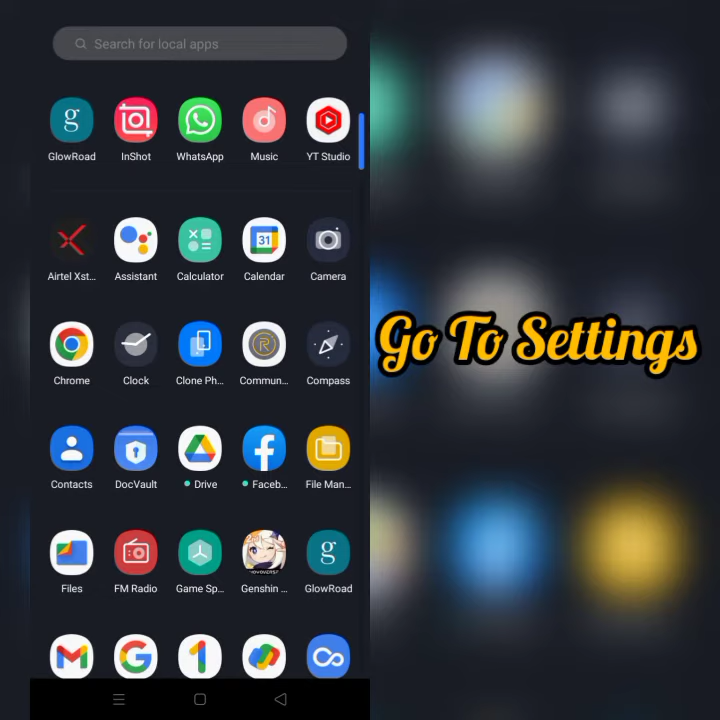 Search for local apps
GlowRoad InShot WhatsApp Music YT Studio
Airtel Xst... Assistant Calculator Calendar Camera
31
Chrome Clock Clone Ph... Commun... Compass
Go To Settings
Contacts DocVault Drive Faceb... File Man...
Files FM Radio Game Sp... Genshin ... GlowRoad